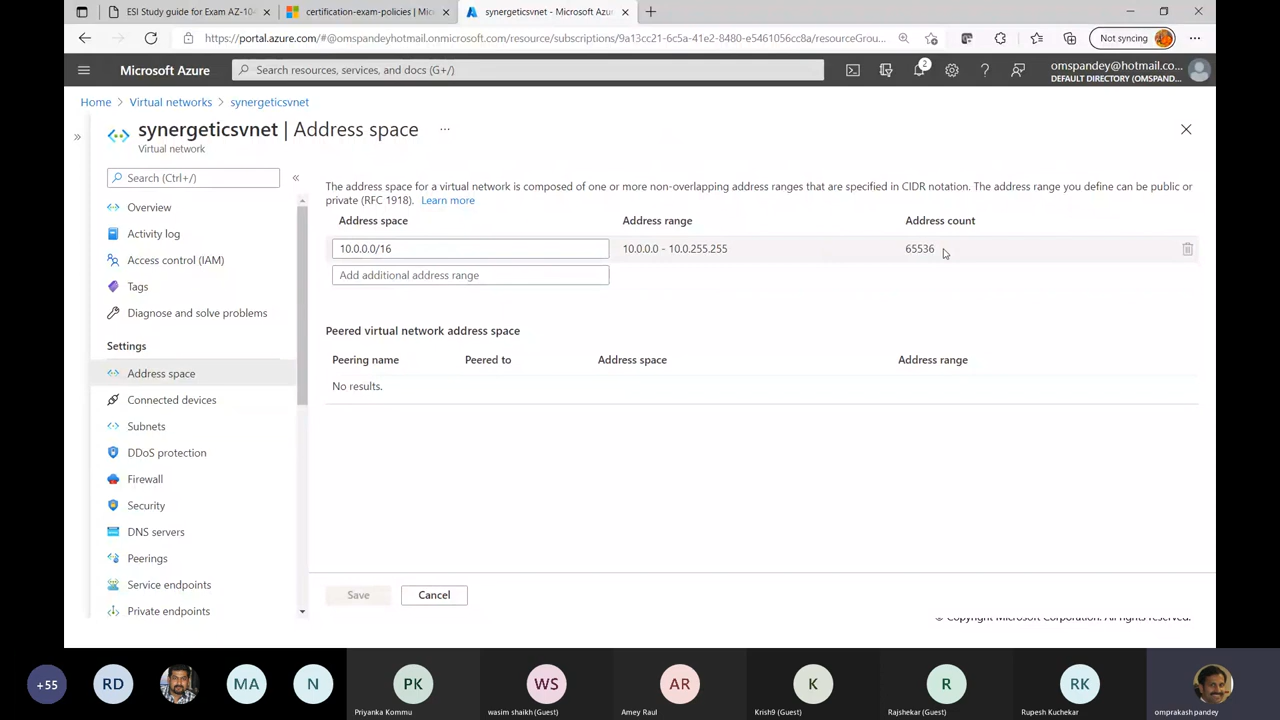 ESI Study guide for Exam AZ-104
certification-exam-policies | Mic
synergeticsvnet - Microsoft Azur
https://portal.azure.com/#@omspandeyhotmail.onmicrosoft.com/resource/subscriptions/9a13cc21-6c5a-41e2-8480-e5461056cc8a/resourceGrou...
Not syncing
Microsoft Azure
Search resources, services, and docs (G+/)
2
omspandey@hotmail.co...
DEFAULT DIRECTORY (OMSPAND...
Home > Virtual networks > synergeticsvnet
synergeticsvnet | Address space ...
Virtual network
Search (Ctrl+/)
Overview
Activity log
Access control (IAM)
Tags
Diagnose and solve problems
Settings
Address space
Connected devices
Subnets
DDoS protection
Firewall
Security
DNS servers
Peerings
Service endpoints
Private endpoints
The address space for a virtual network is composed of one or more non-overlapping address ranges that are specified in CIDR notation. The address range you define can be public or
private (RFC 1918). Learn more
Address space Address range Address count
10.0.0.0/16 10.0.0.0 - 10.0.255.255 65536
Add additional address range
Peered virtual network address space
Peering name Peered to Address space Address range
No results.
Save Cancel
© Copyright Microsoft Corporation. All rights reserved.
+55 RD MA N PK WS AR K R RK
Priyanka Kommu wasim shaikh (Guest) Amey Raul Krish9 (Guest) Rajshekar (Guest) Rupesh Kuchekar omprakash pandey